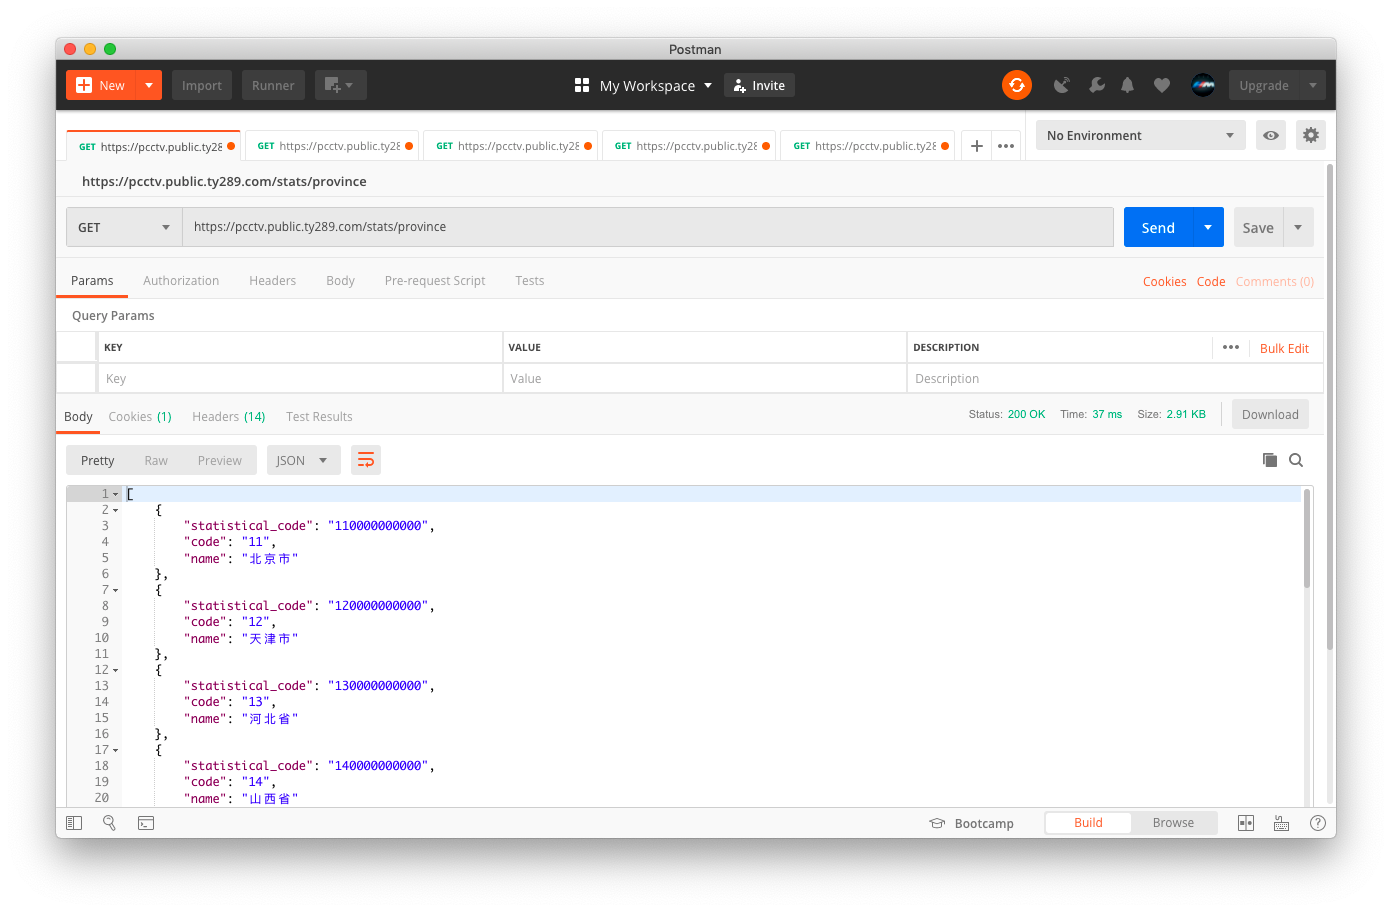 Postman
New Import Runner My Workspace Invite Upgrade
GET https://pcctv.public.ty28 GET https://pcctv.public.ty28 GET https://pcctv.public.ty28 GET https://pcctv.public.ty28 GET https://pcctv.public.ty28 + ••• No Environment
https://pcctv.public.ty289.com/stats/province
GET https://pcctv.public.ty289.com/stats/province Send Save
Params Authorization Headers Body Pre-request Script Tests Cookies Code Comments (0)
Query Params
KEY VALUE DESCRIPTION ••• Bulk Edit
Key Value Description
Body Cookies (1) Headers (14) Test Results Status: 200 OK Time: 37 ms Size: 2.91 KB Download
Pretty Raw Preview JSON
1 [
2 {
3 "statistical_code": "110000000000",
4 "code": "11",
5 "name": "北京市"
6 },
7 {
8 "statistical_code": "120000000000",
9 "code": "12",
10 "name": "天津市"
11 },
12 {
13 "statistical_code": "130000000000",
14 "code": "13",
15 "name": "河北省"
16 },
17 {
18 "statistical_code": "140000000000",
19 "code": "14",
20 "name": "山西省"
Bootcamp Build Browse ?